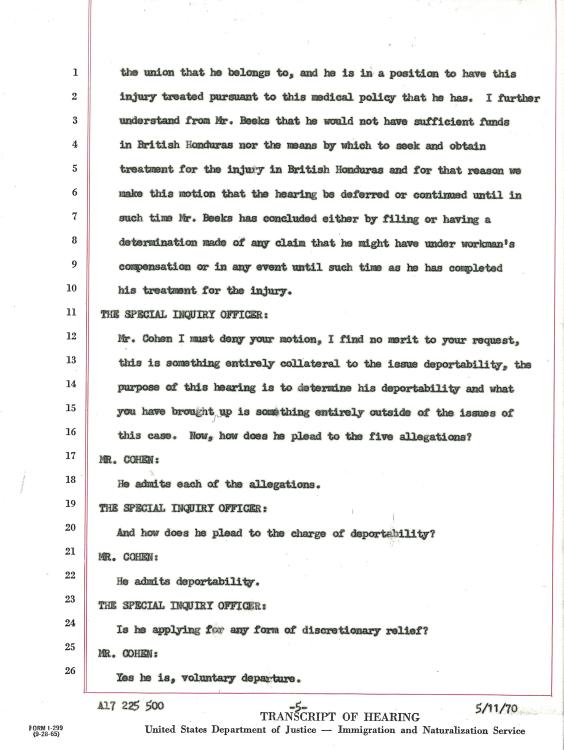 1 the union that he belongs to, and he is in a position to have this
2 injury treated pursuant to this medical policy that he has. I further
3 understand from Mr. Beeks that he would not have sufficient funds
4 in British Honduras nor the means by which to seek and obtain
5 treatment for the injury in British Honduras and for that reason we
6 make this motion that the hearing be deferred or continued until in
7 such time Mr. Beeks has concluded either by filing or having a
8 determination made of any claim that he might have under workman's
9 compensation or in any event until such time as he has completed
10 his treatment for the injury.
11 THE SPECIAL INQUIRY OFFICER:
12 Mr. Cohen I must deny your motion, I find no merit to your request,
13 this is something entirely collateral to the issue deportability, the
14 purpose of this hearing is to determine his deportability and what
15 you have brought up is something entirely outside of the issues of
16 this case. Now, how does he plead to the five allegations?
17 MR. COHEN:
18 He admits each of the allegations.
19 THE SPECIAL INQUIRY OFFICER:
20 And how does he plead to the charge of deportability?
21 MR. COHEN:
22 He admits deportability.
23 THE SPECIAL INQUIRY OFFICER:
24 Is he applying for any form of discretionary relief?
25 MR. COHEN:
26 Yes he is, voluntary departure.
A17 225 500 -5- 5/11/70
TRANSCRIPT OF HEARING
FORM I-299
(9-28-65)
United States Department of Justice — Immigration and Naturalization Service